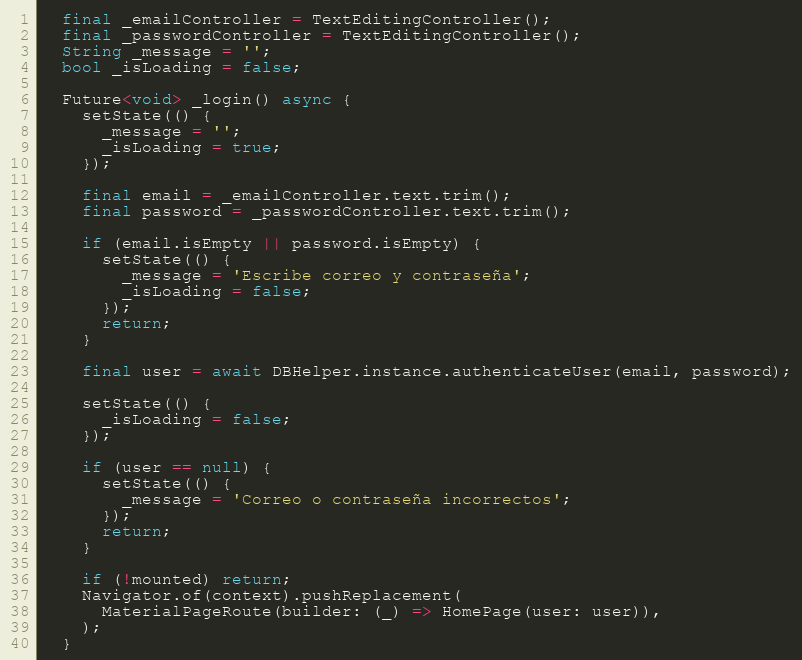 1 final _emailController = TextEditingController();
2 final _passwordController = TextEditingController();
3 String _message = '';
4 bool _isLoading = false;
5
6 Future<void> _login() async {
7 setState(() {
8 _message = '';
9 _isLoading = true;
10 });
11
12 final email = _emailController.text.trim();
13 final password = _passwordController.text.trim();
14
15 if (email.isEmpty || password.isEmpty) {
16 setState(() {
17 _message = 'Escribe correo y contraseña';
18 _isLoading = false;
19 });
20 return;
21 }
22
23 final user = await DBHelper.instance.authenticateUser(email, password);
24
25 setState(() {
26 _isLoading = false;
27 });
28
29 if (user == null) {
30 setState(() {
31 _message = 'Correo o contraseña incorrectos';
32 });
33 return;
34 }
35
36 if (!mounted) return;
37 Navigator.of(context).pushReplacement(
38 MaterialPageRoute(builder: (_) => HomePage(user: user)),
39 );
40 }